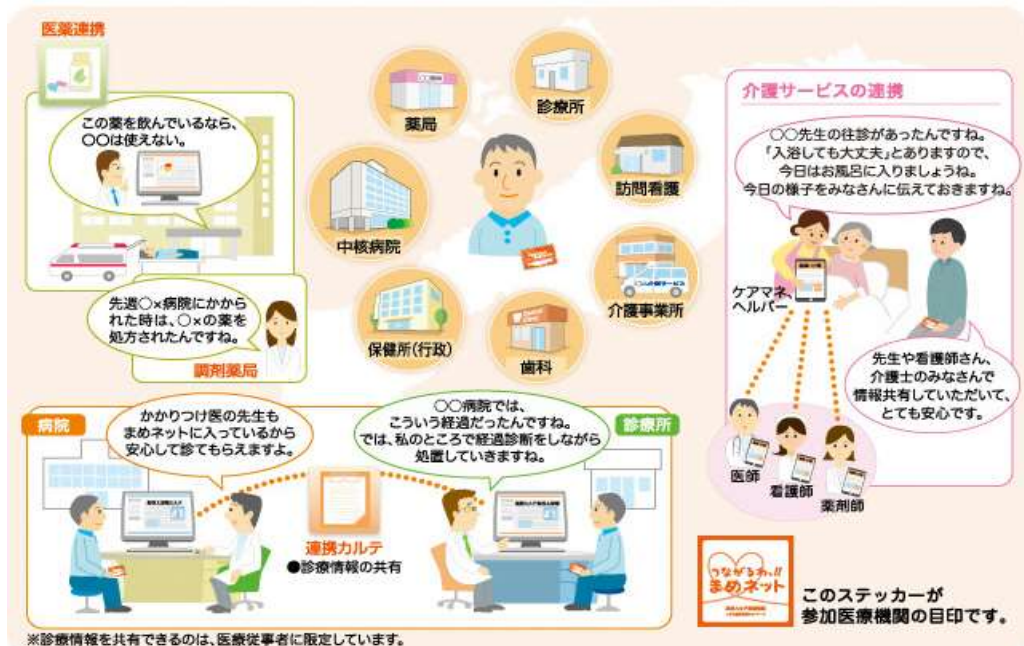 医薬連携
この薬を飲んでいるなら、
〇〇は使えない。
先週〇×病院にかから
れた時は、〇×の薬を
処方されたんですね。
調剤薬局
薬局
診療所
訪問看護
中核病院
介護事業所
保健所(行政)
歯科
介護サービスの連携
〇〇先生の往診があったんですね。
「入浴しても大丈夫」とありますので、
今日はお風呂に入りましょうね。
今日の様子をみなさんに伝えておきますね。
ケアマネ、
ヘルパー
先生や看護師さん、
介護士のみなさんで
情報共有していただいて、
とても安心です。
医師
看護師
薬剤師
病院
かかりつけ医の先生も
まめネットに入っているから
安心して診てもらえますよ。
〇〇病院では、
こういう経過だったんですね。
では、私のところで経過診断をしながら
処置していきますね。
診療所
連携カルテ
●診療情報の共有
つながるわ。!!
まめネット
このステッカーが
参加医療機関の目印です。
※診療情報を共有できるのは、医療従事者に限定しています。